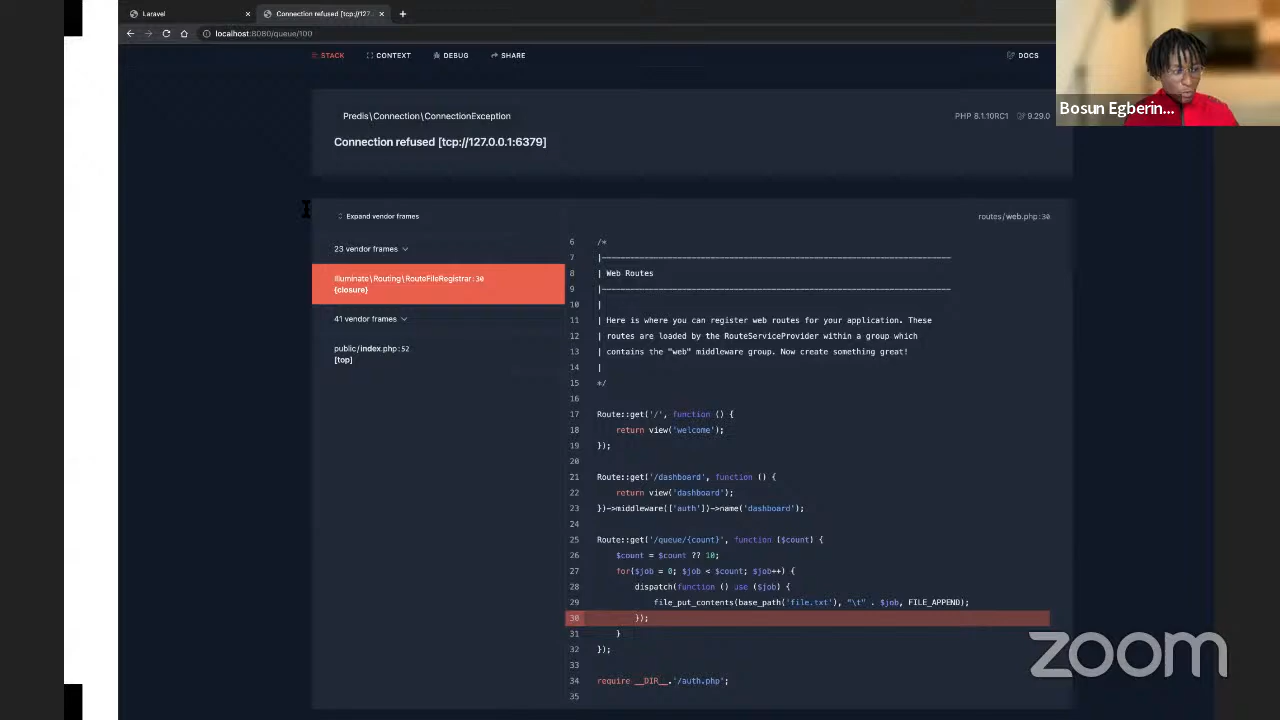 Laravel
Connection refused [tcp://127.
localhost:8080/queue/100
STACK
CONTEXT
DEBUG
SHARE
DOCS
Bosun Egberin...
Predis\Connection\ConnectionException
PHP 8.1.10RC1
9.29.0
Connection refused [tcp://127.0.0.1:6379]
Expand vendor frames
routes/web.php:30
23 vendor frames
Illuminate\Routing\RouteFileRegistrar:30
{closure}
41 vendor frames
public/index.php:52
[top]
6 /*
7 |--------------------------------------------------------------------------
8 | Web Routes
9 |--------------------------------------------------------------------------
10 |
11 | Here is where you can register web routes for your application. These
12 | routes are loaded by the RouteServiceProvider within a group which
13 | contains the "web" middleware group. Now create something great!
14 |
15 */
16
17 Route::get('/', function () {
18 return view('welcome');
19 });
20
21 Route::get('/dashboard', function () {
22 return view('dashboard');
23 })->middleware(['auth'])->name('dashboard');
24
25 Route::get('/queue/{count}', function ($count) {
26 $count = $count ?? 10;
27 for($job = 0; $job < $count; $job++) {
28 dispatch(function () use ($job) {
29 file_put_contents(base_path('file.txt'), "\t" . $job, FILE_APPEND);
30 });
31 }
32 });
33
34 require __DIR__.'/auth.php';
35
zoom